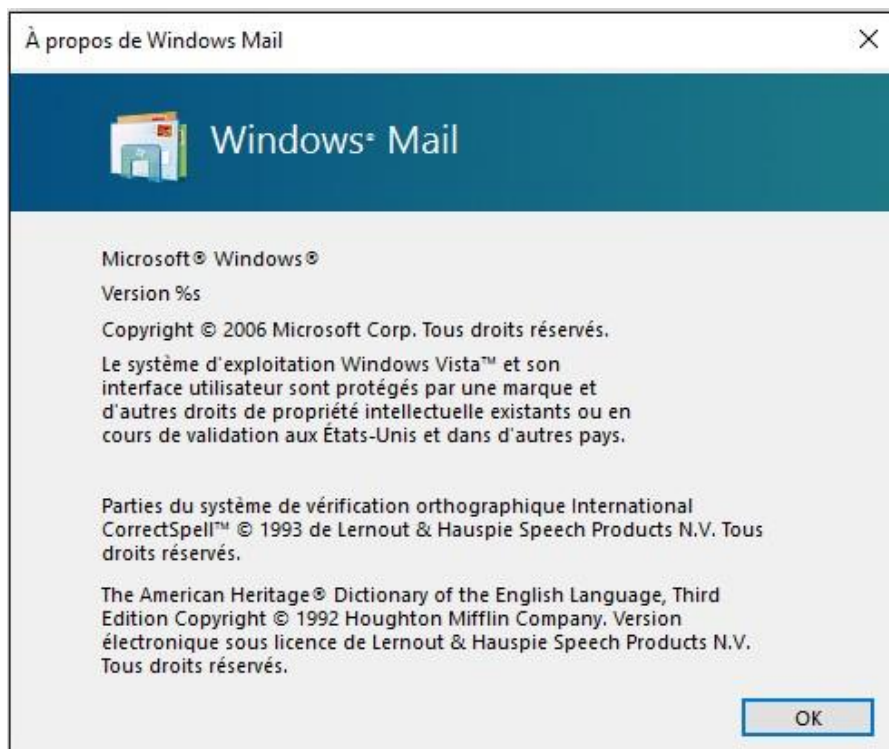 À propos de Windows Mail
Windows® Mail
Microsoft® Windows®
Version %s
Copyright © 2006 Microsoft Corp. Tous droits réservés.
Le système d'exploitation Windows Vista™ et son
interface utilisateur sont protégés par une marque et
d'autres droits de propriété intellectuelle existants ou en
cours de validation aux États-Unis et dans d'autres pays.
Parties du système de vérification orthographique International
CorrectSpell™ © 1993 de Lernout & Hauspie Speech Products N.V. Tous
droits réservés.
The American Heritage® Dictionary of the English Language, Third
Edition Copyright © 1992 Houghton Mifflin Company. Version
électronique sous licence de Lernout & Hauspie Speech Products N.V.
Tous droits réservés.
OK